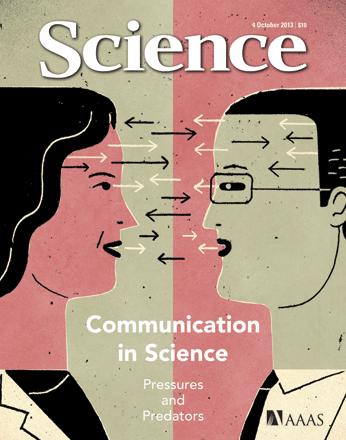 4 October 2013 | $10
Science
Communication
in Science
Pressures
and
Predators
AAAS